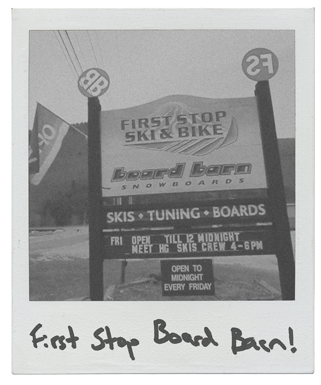 BB
FS
OP
FIRST STOP
SKI & BIKE
board barn
SNOWBOARDS
SKIS • TUNING • BOARDS
FRI OPEN TILL 12 MIDNIGHT
MEET HG SKIS CREW 4-6PM
OPEN TO
MIDNIGHT
EVERY FRIDAY
First Stop Board Barn!